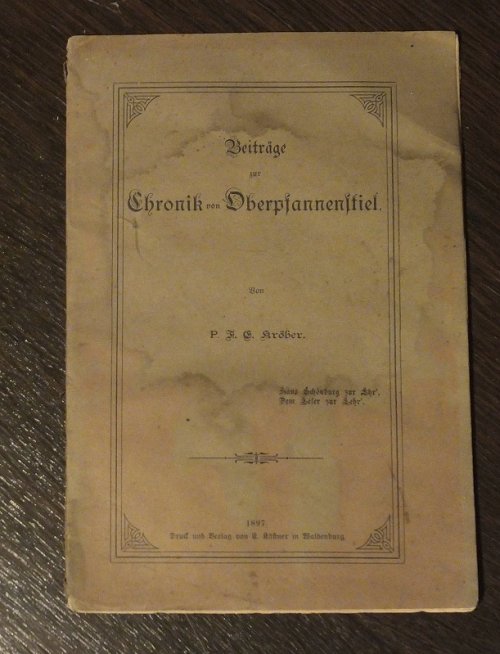 Beiträge
zur
Chronik von Oberpfannenstiel.
Von
P. F. E. Kröber.
Haus Schönburg zur Ehr',
Dem Leser zur Lehr'.
1897
Druck und Verlag von E. Kästner in Waldenburg.